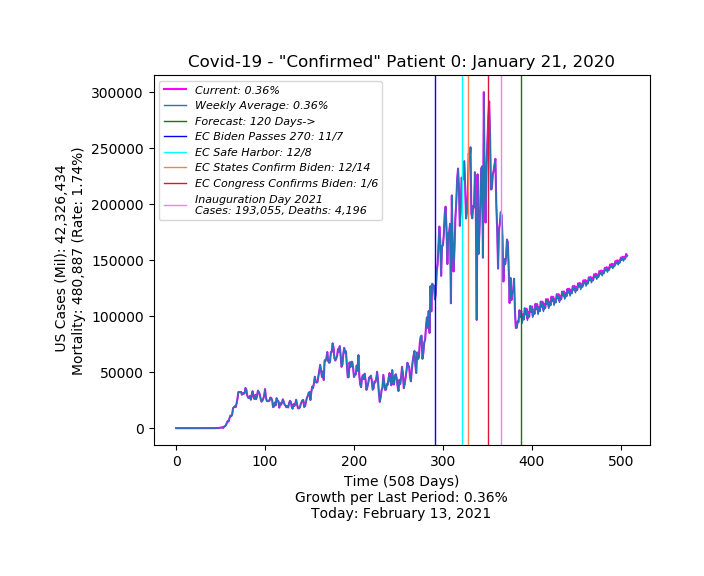 Covid-19 - "Confirmed" Patient 0: January 21, 2020
Current: 0.36%
Weekly Average: 0.36%
Forecast: 120 Days->
EC Biden Passes 270: 11/7
EC Safe Harbor: 12/8
EC States Confirm Biden: 12/14
EC Congress Confirms Biden: 1/6
Inauguration Day 2021
Cases: 193,055, Deaths: 4,196
US Cases (Mil): 42,326,434
Mortality: 480,887 (Rate: 1.74%)
300000
250000
200000
150000
100000
50000
0
0 100 200 300 400 500
Time (508 Days)
Growth per Last Period: 0.36%
Today: February 13, 2021